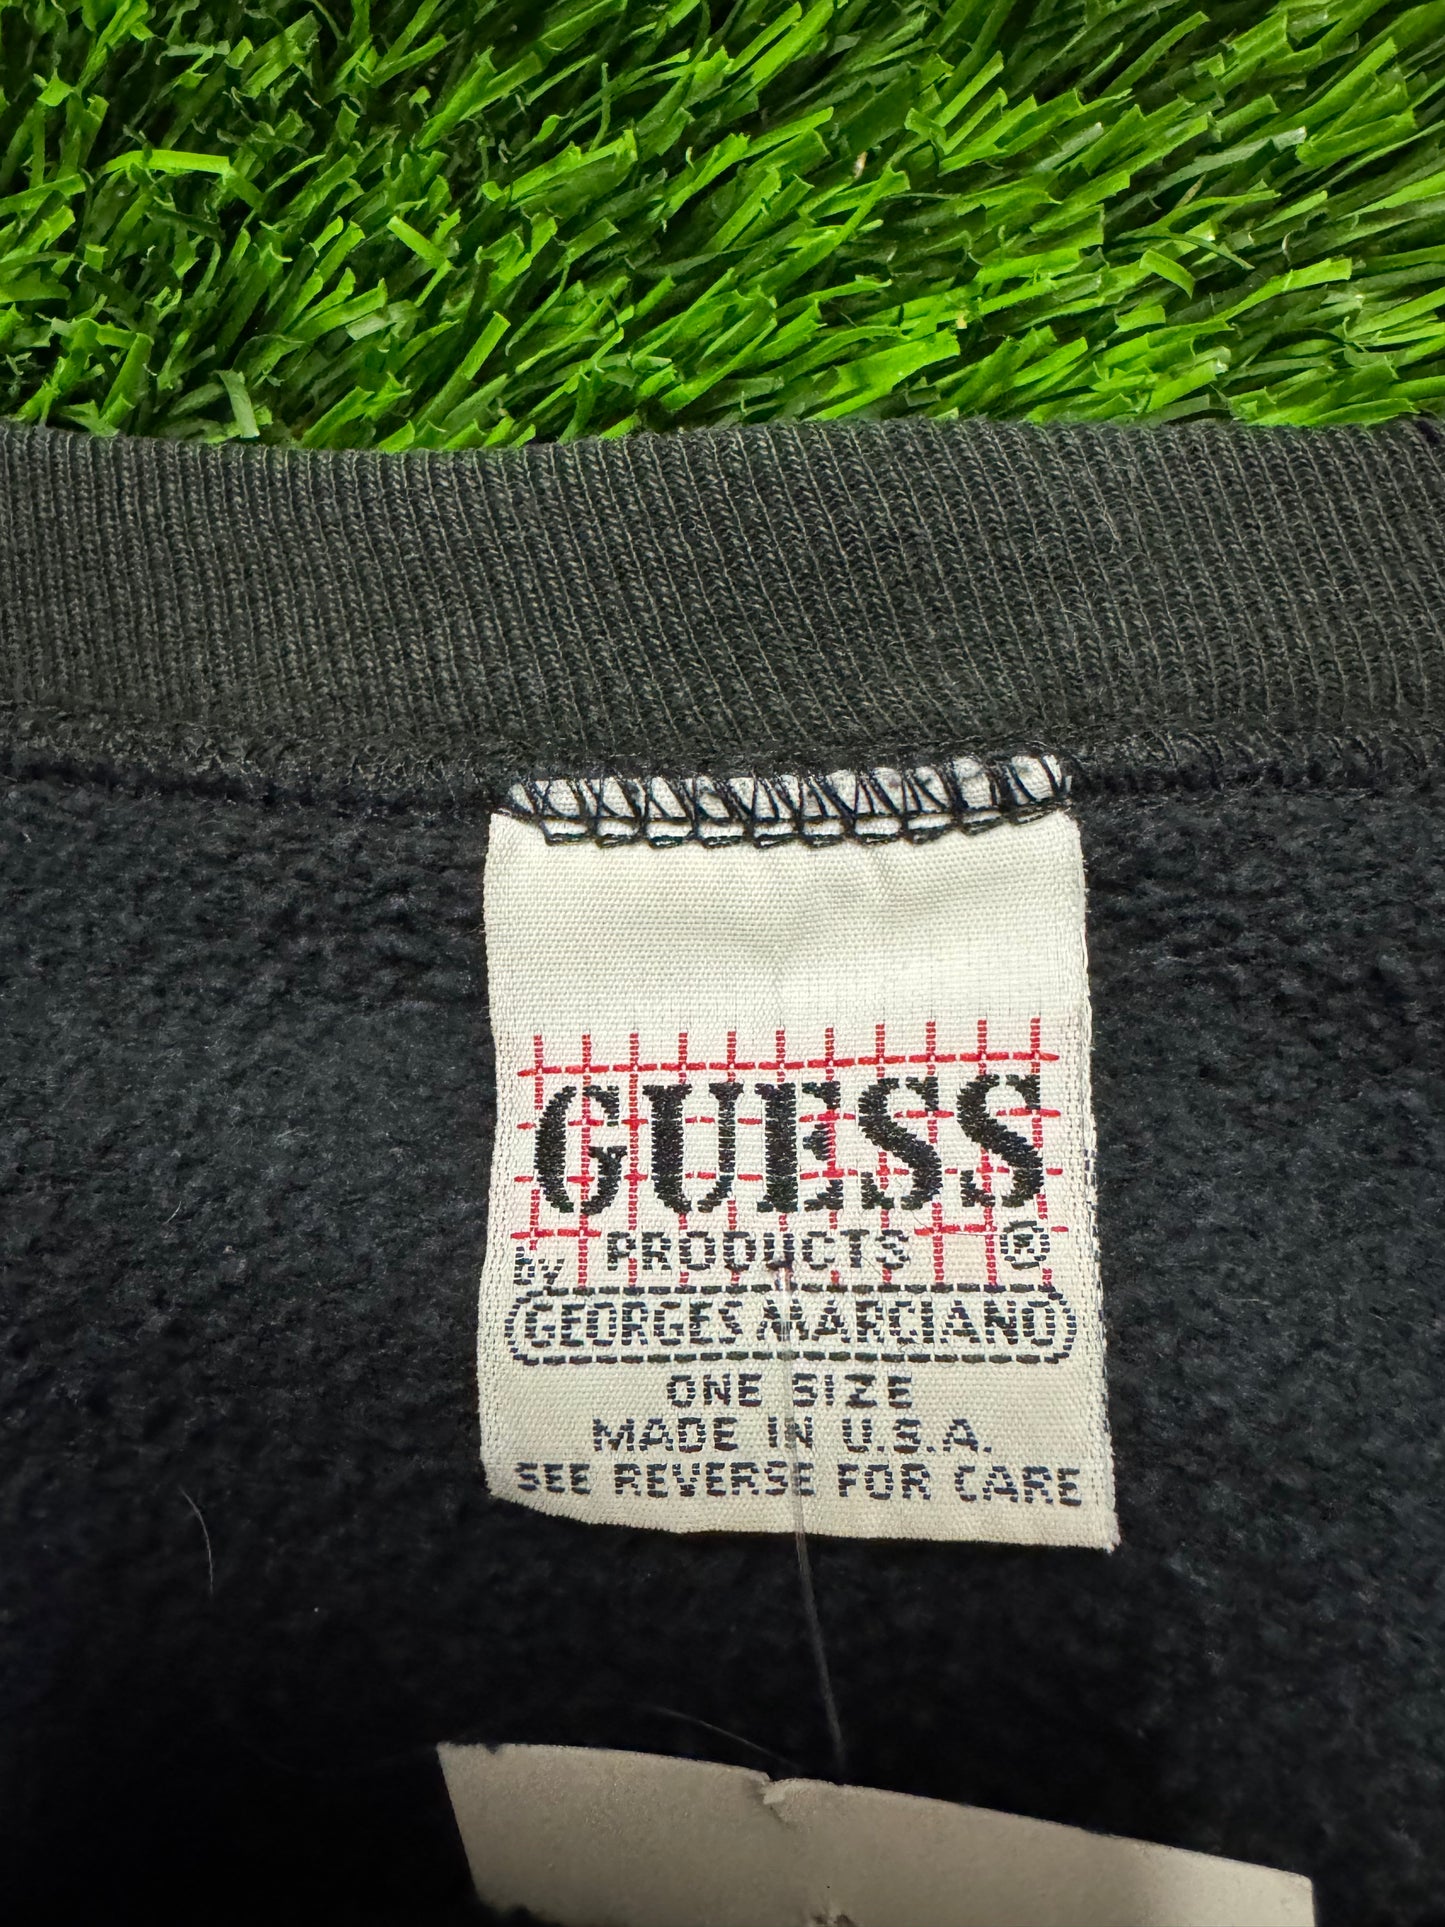 GUESS
PRODUCTS ®
by
GEORGES MARCIANO
ONE SIZE
MADE IN U.S.A.
SEE REVERSE FOR CARE